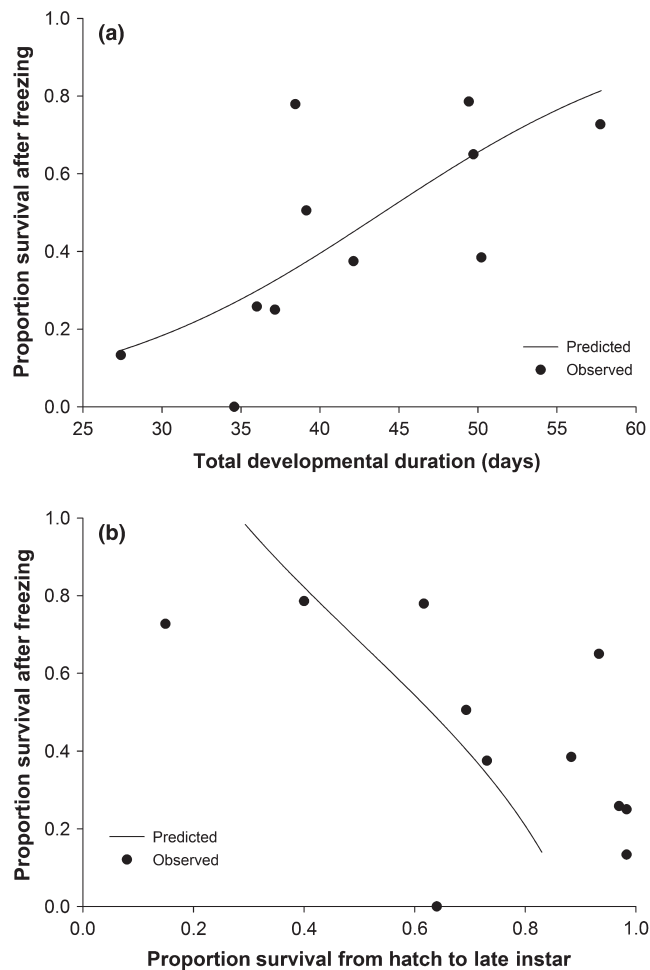 (a)
Proportion survival after freezing
1.0
0.8
0.6
0.4
0.2
0.0
Predicted
Observed
25 30 35 40 45 50 55 60
Total developmental duration (days)
(b)
Proportion survival after freezing
1.0
0.8
0.6
0.4
0.2
0.0
Predicted
Observed
0.0 0.2 0.4 0.6 0.8 1.0
Proportion survival from hatch to late instar